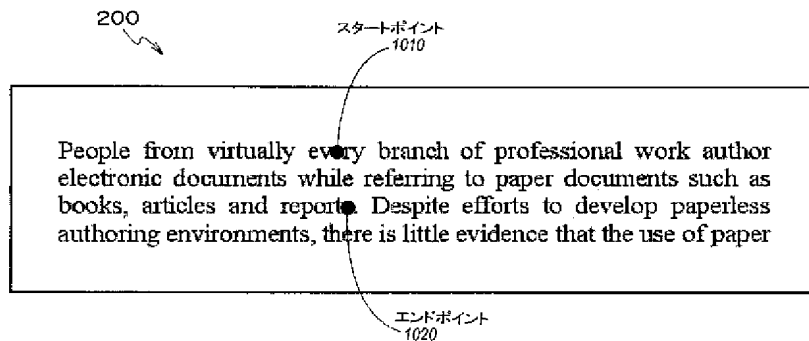 200
スタートポイント
1010
People from virtually every branch of professional work author
electronic documents while referring to paper documents such as
books, articles and reports. Despite efforts to develop paperless
authoring environments, there is little evidence that the use of paper
エンドポイント
1020